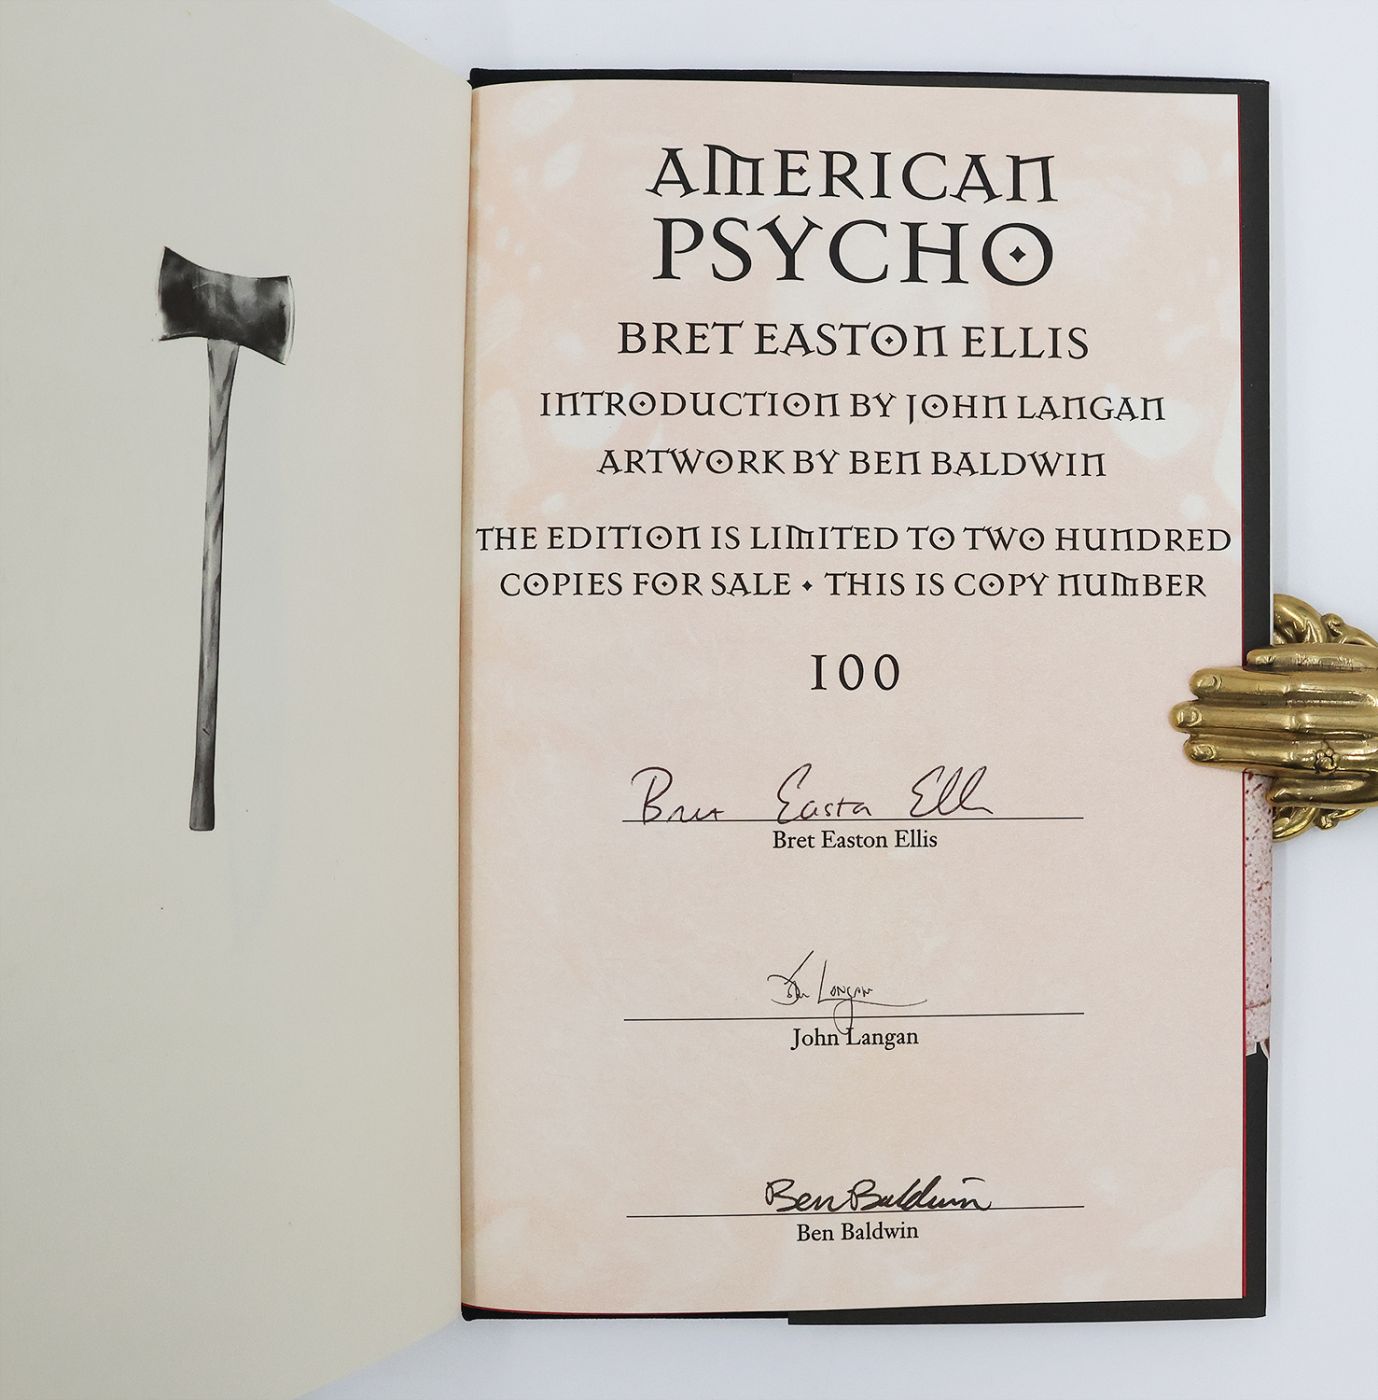 AMERICAN
PSYCHO
BRET EASTON ELLIS
INTRODUCTION BY JOHN LANGAN
ARTWORK BY BEN BALDWIN
THE EDITION IS LIMITED TO TWO HUNDRED
COPIES FOR SALE • THIS IS COPY NUMBER
100
Bret Easton Ellis
Bret Easton Ellis
John Langan
John Langan
Ben Baldwin
Ben Baldwin